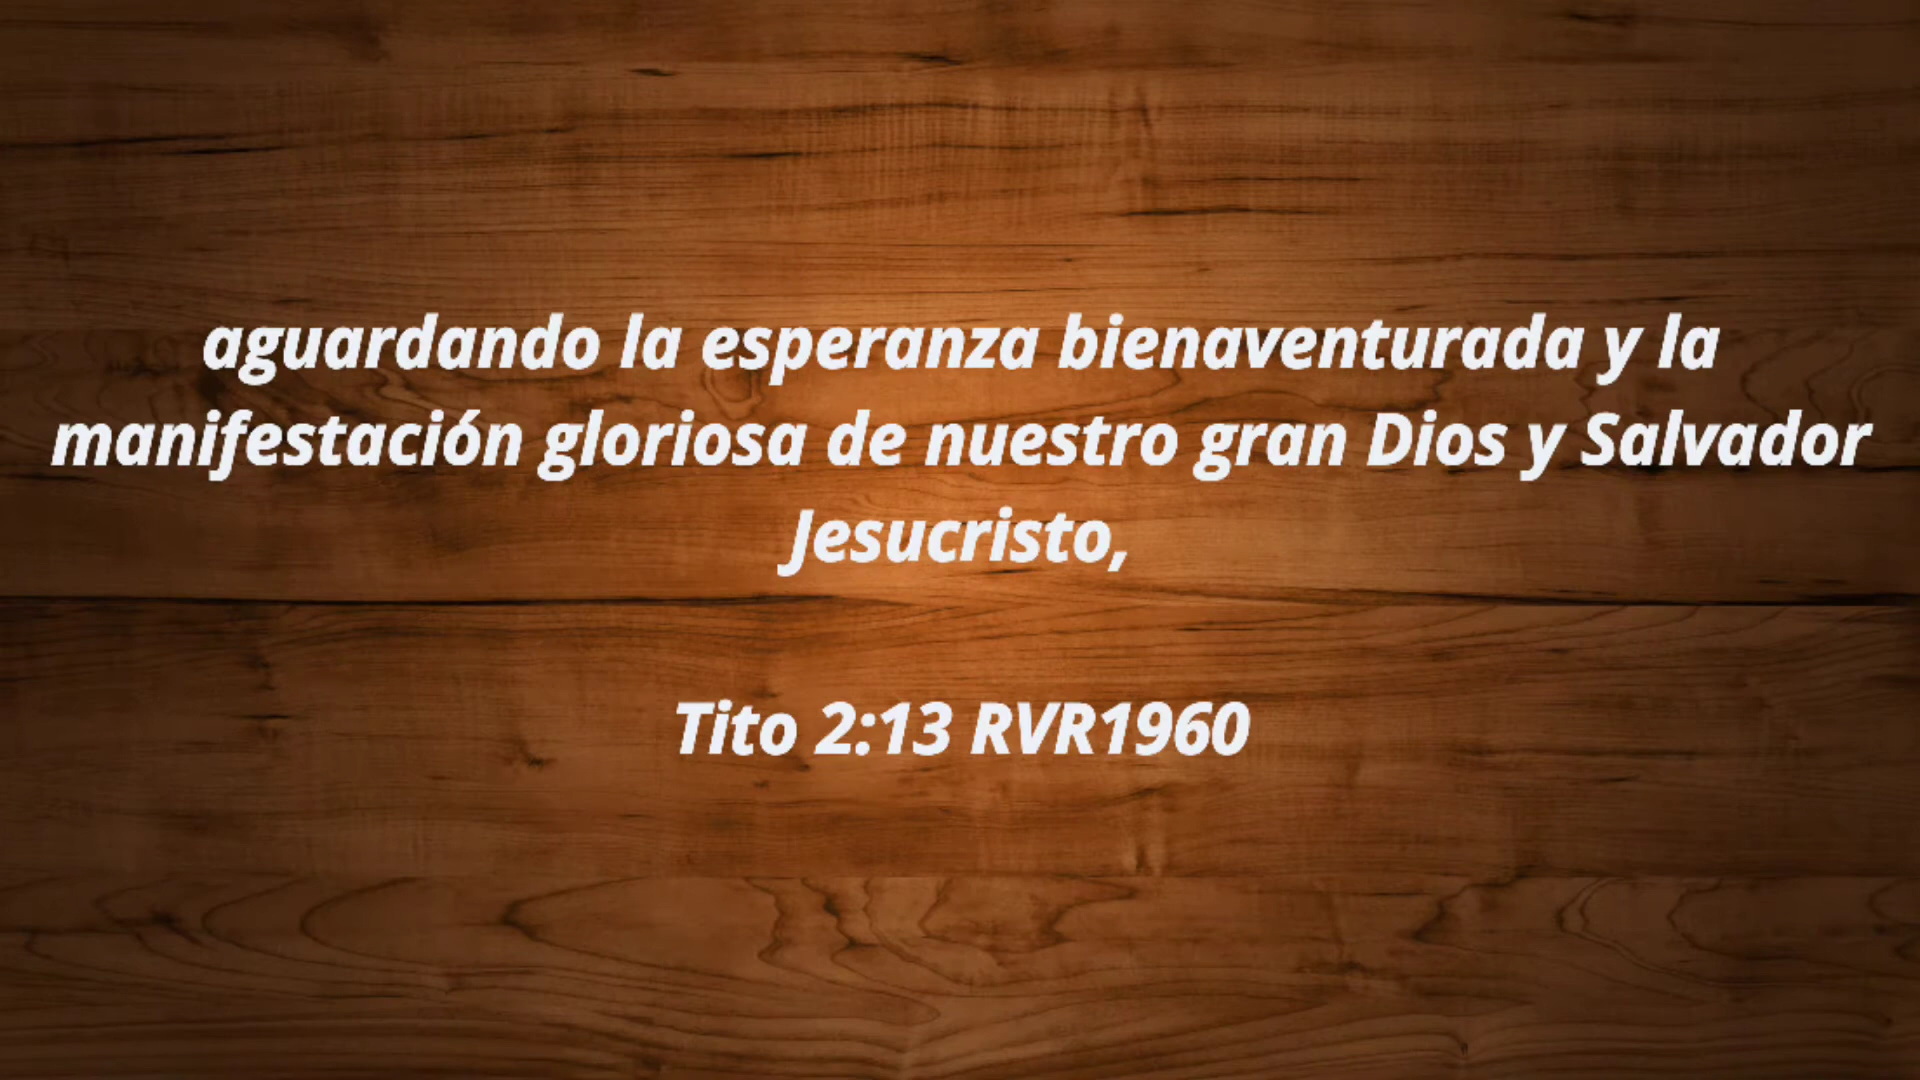 aguardando la esperanza bienaventurada y la
manifestación gloriosa de nuestro gran Dios y Salvador
Jesucristo,
Tito 2:13 RVR1960